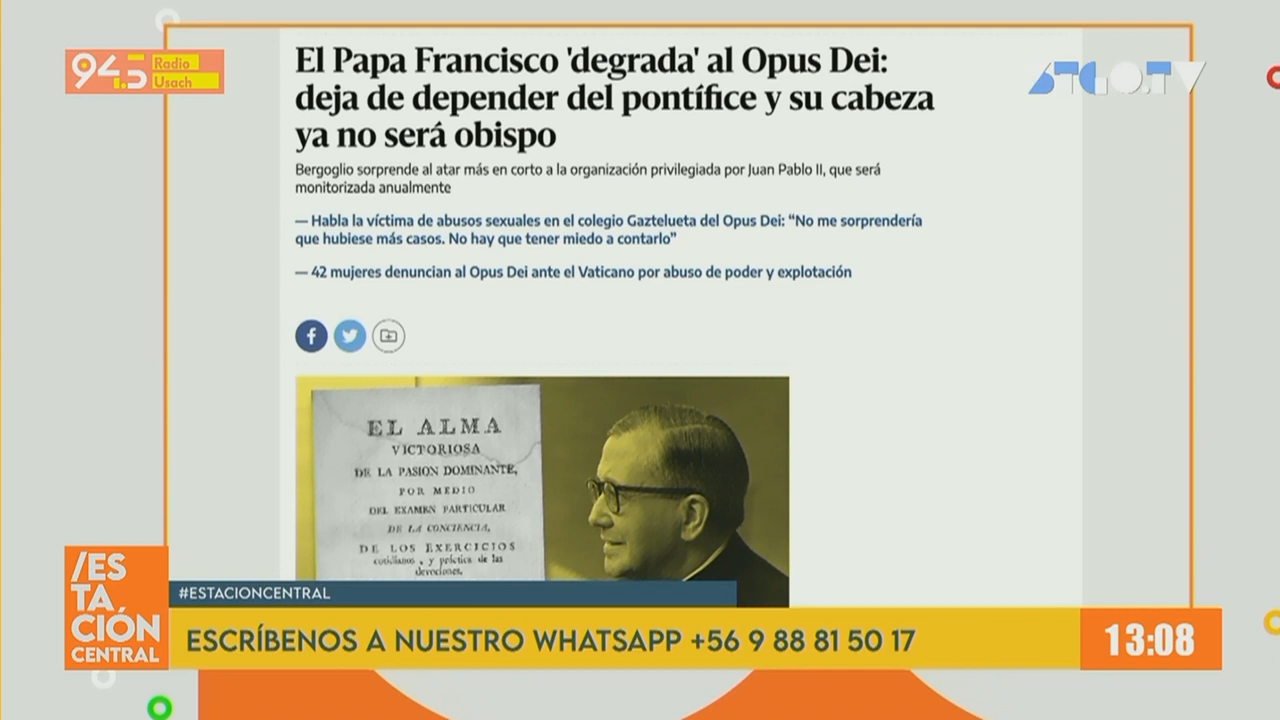 94.5
Radio
Usach
STGO.TV
El Papa Francisco 'degrada' al Opus Dei:
deja de depender del pontífice y su cabeza
ya no será obispo
Bergoglio sorprende al atar más en corto a la organización privilegiada por Juan Pablo II, que será
monitorizada anualmente
— Habla la víctima de abusos sexuales en el colegio Gaztelueta del Opus Dei: “No me sorprendería
que hubiese más casos. No hay que tener miedo a contarlo”
— 42 mujeres denuncian al Opus Dei ante el Vaticano por abuso de poder y explotación
EL ALMA
VICTORIOSA
DE LA PASION DOMINANTE,
POR MEDIO
DEL EXAMEN PARTICULAR
DE LA CONCIENCIA,
DE LOS EXERCICIOS
cotidianos, y práctica de las
devociones.
/ES
TA
CIÓN
CENTRAL
#ESTACIONCENTRAL
ESCRÍBENOS A NUESTRO WHATSAPP +56 9 88 81 50 17
13:08